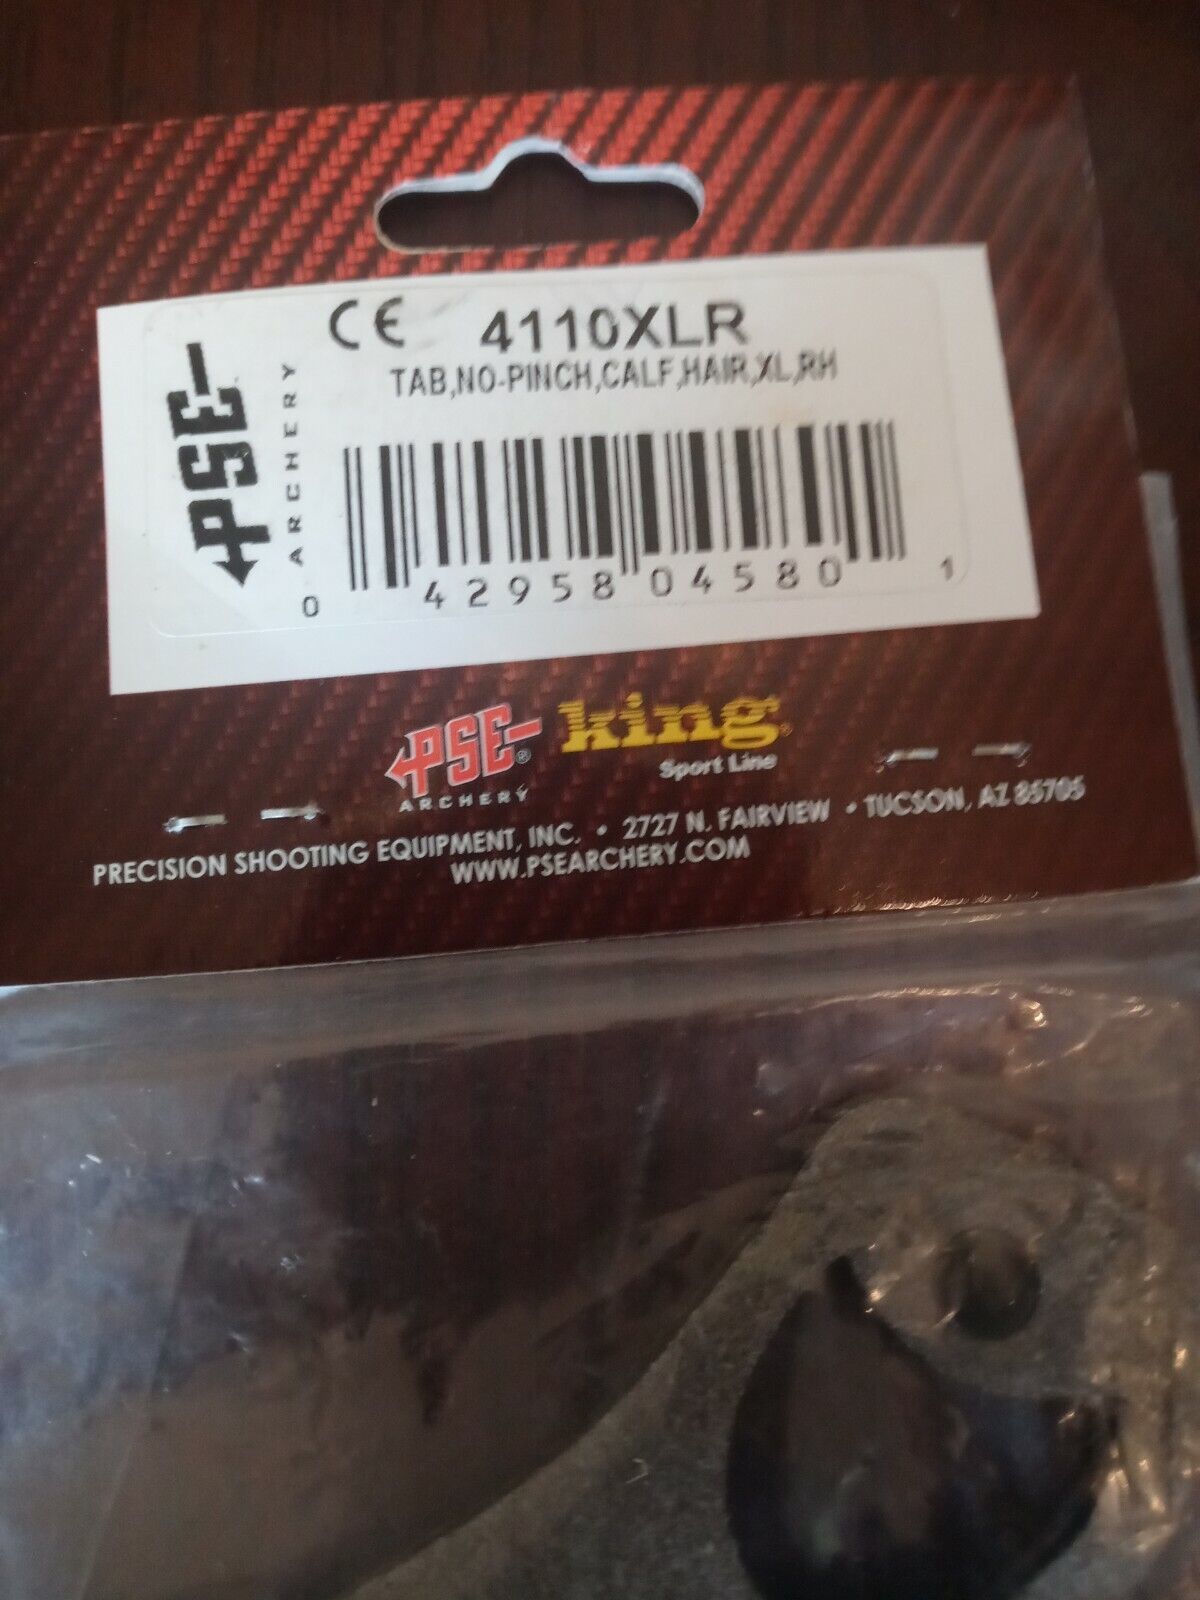 CE 4110XLR
TAB,NO-PINCH,CALF,HAIR,XL,RH
PSE
ARCHERY
0 42958 04580 1
PSE® king®
ARCHERY Sport Line
PRECISION SHOOTING EQUIPMENT, INC. • 2727 N. FAIRVIEW • TUCSON, AZ 85705
WWW.PSEARCHERY.COM